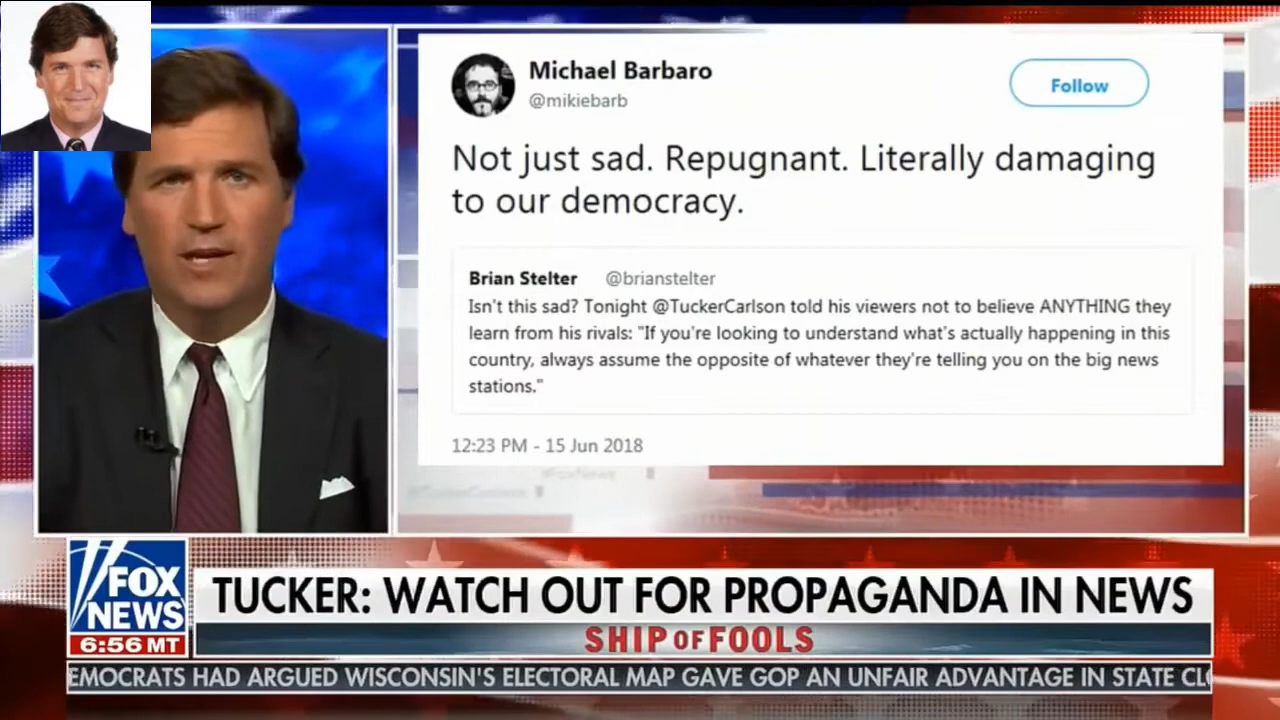 Michael Barbaro
@mikiebarb
Follow
Not just sad. Repugnant. Literally damaging
to our democracy.
Brian Stelter @brianstelter
Isn't this sad? Tonight @TuckerCarlson told his viewers not to believe ANYTHING they
learn from his rivals: "If you're looking to understand what's actually happening in this
country, always assume the opposite of whatever they're telling you on the big news
stations."
12:23 PM - 15 Jun 2018
FOX
NEWS
6:56 MT
TUCKER: WATCH OUT FOR PROPAGANDA IN NEWS
SHIP OF FOOLS
EMOCRATS HAD ARGUED WISCONSIN'S ELECTORAL MAP GAVE GOP AN UNFAIR ADVANTAGE IN STATE